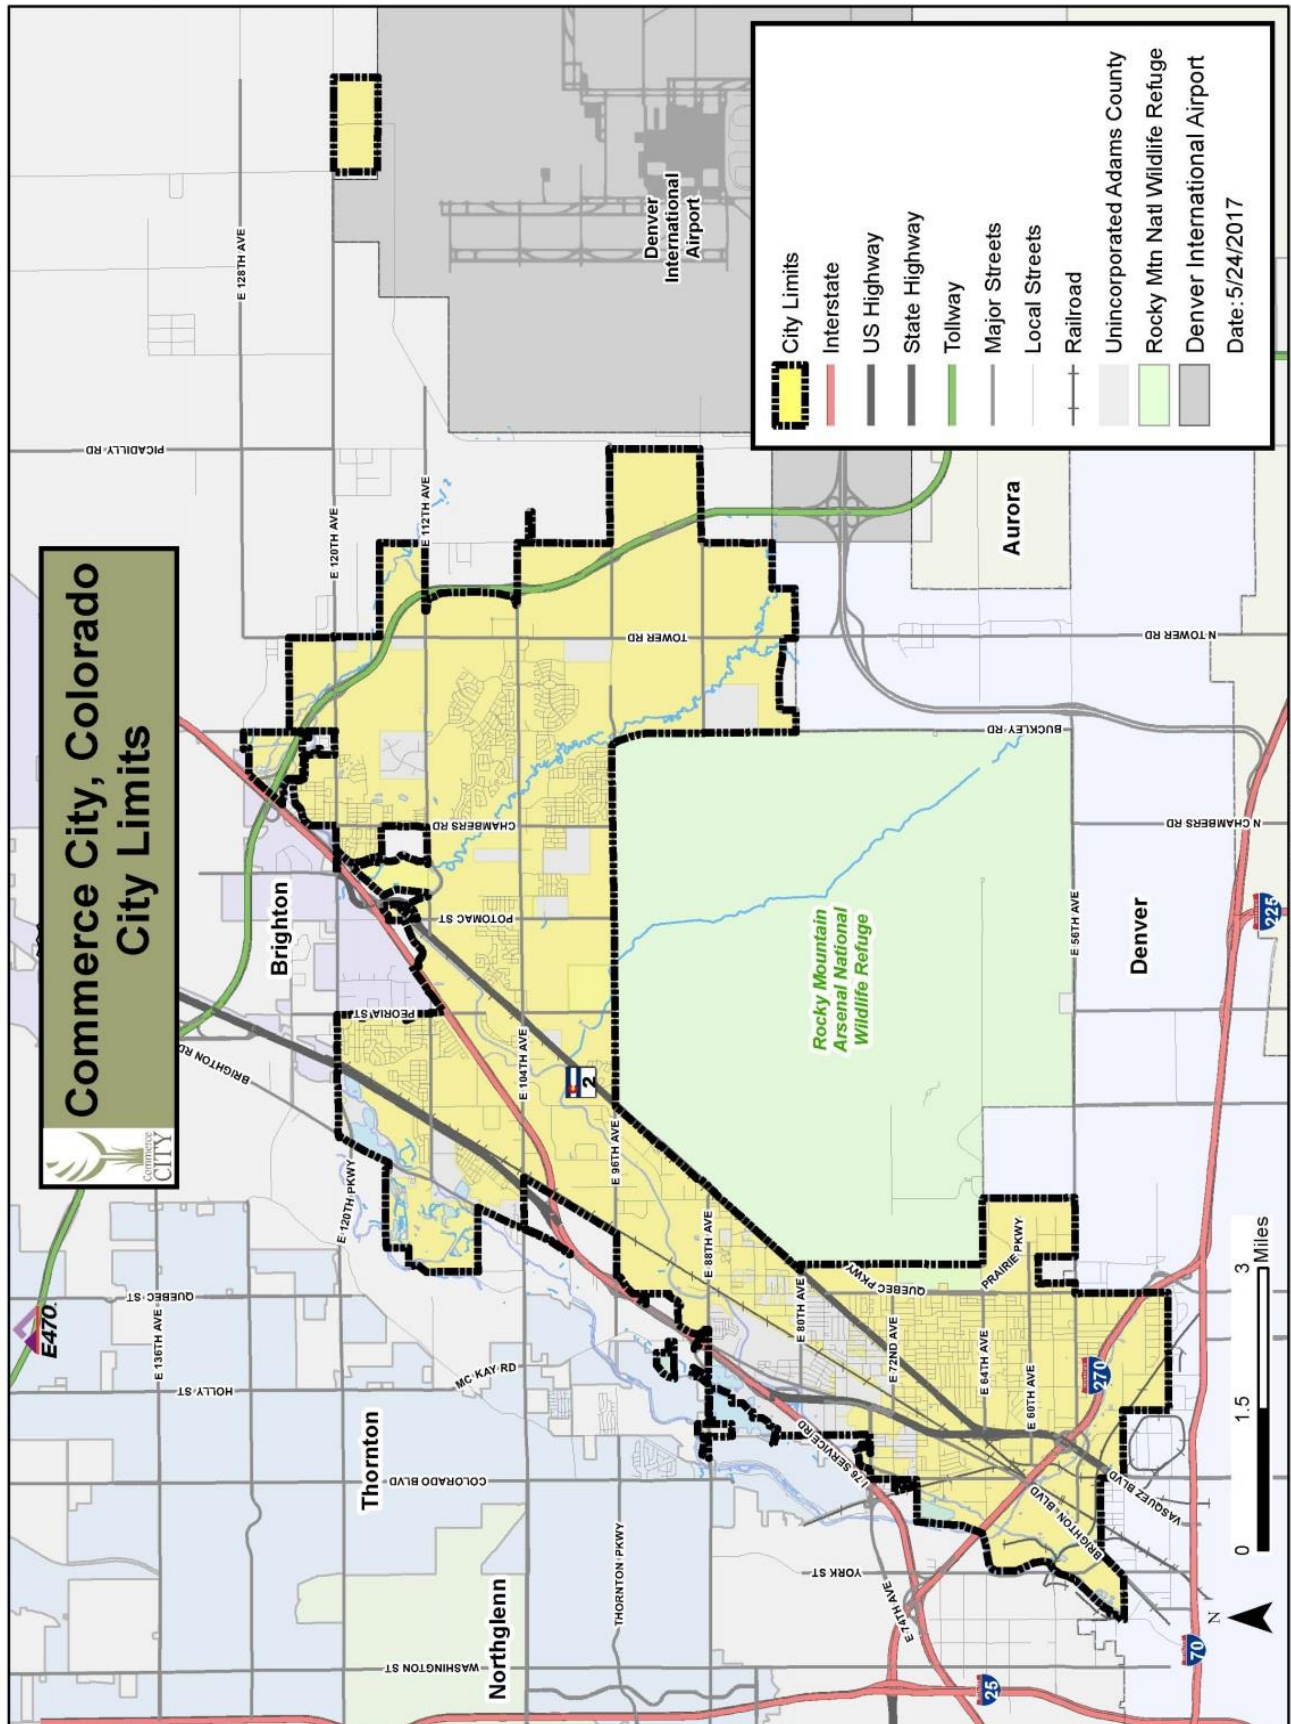 Commerce City, Colorado
City Limits
Commerce
CITY
City Limits
Interstate
US Highway
State Highway
Tollway
Major Streets
Local Streets
Railroad
Unincorporated Adams County
Rocky Mtn Natl Wildlife Refuge
Denver International Airport
Date: 5/24/2017
E470
Brighton
Thornton
Northglenn
Aurora
Denver
Denver
International
Airport
Rocky Mountain
Arsenal National
Wildlife Refuge
E 136TH AVE
E 128TH AVE
E 120TH PKWY
E 120TH AVE
E 112TH AVE
E 104TH AVE
E 96TH AVE
E 88TH AVE
E 80TH AVE
E 74TH AVE
E 72ND AVE
E 64TH AVE
E 60TH AVE
E 56TH AVE
THORNTON PKWY
MC KAY RD
WASHINGTON ST
YORK ST
COLORADO BLVD
HOLLY ST
QUEBEC ST
BRIGHTON RD
PEORIA ST
POTOMAC ST
CHAMBERS RD
TOWER RD
PICADILLY RD
BUCKLEY RD
N CHAMBERS RD
N TOWER RD
I-76 SERVICE RD
QUEBEC PKWY
PRAIRIE PKWY
BRIGHTON BLVD
VASQUEZ BLVD
2
270
25
70
225
N
0
1.5
3
Miles